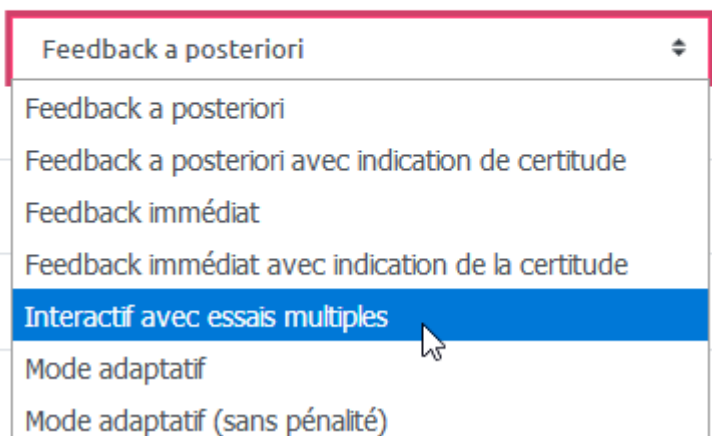 Feedback a posteriori
Feedback a posteriori
Feedback a posteriori avec indication de certitude
Feedback immédiat
Feedback immédiat avec indication de la certitude
Interactif avec essais multiples
Mode adaptatif
Mode adaptatif (sans pénalité)